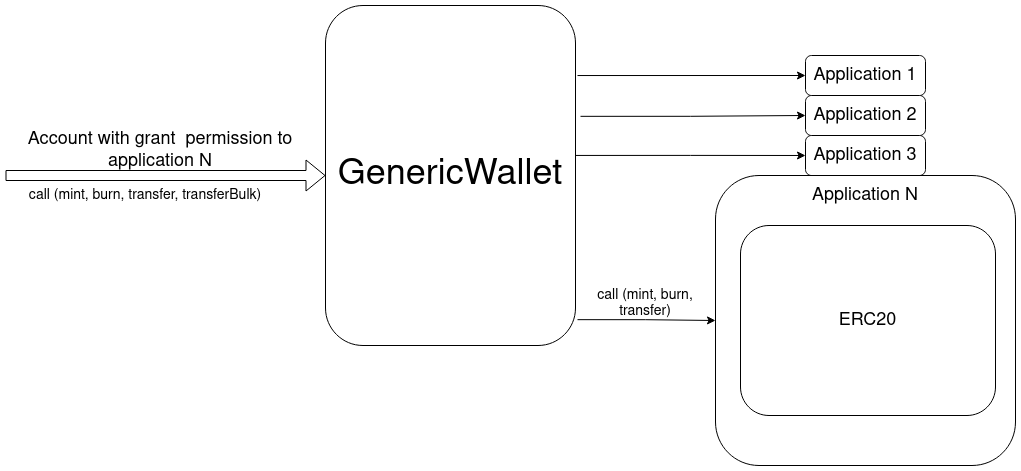 Account with grant permission to
application N
call (mint, burn, transfer, transferBulk)
GenericWallet
Application 1
Application 2
Application 3
Application N
call (mint, burn,
transfer)
ERC20